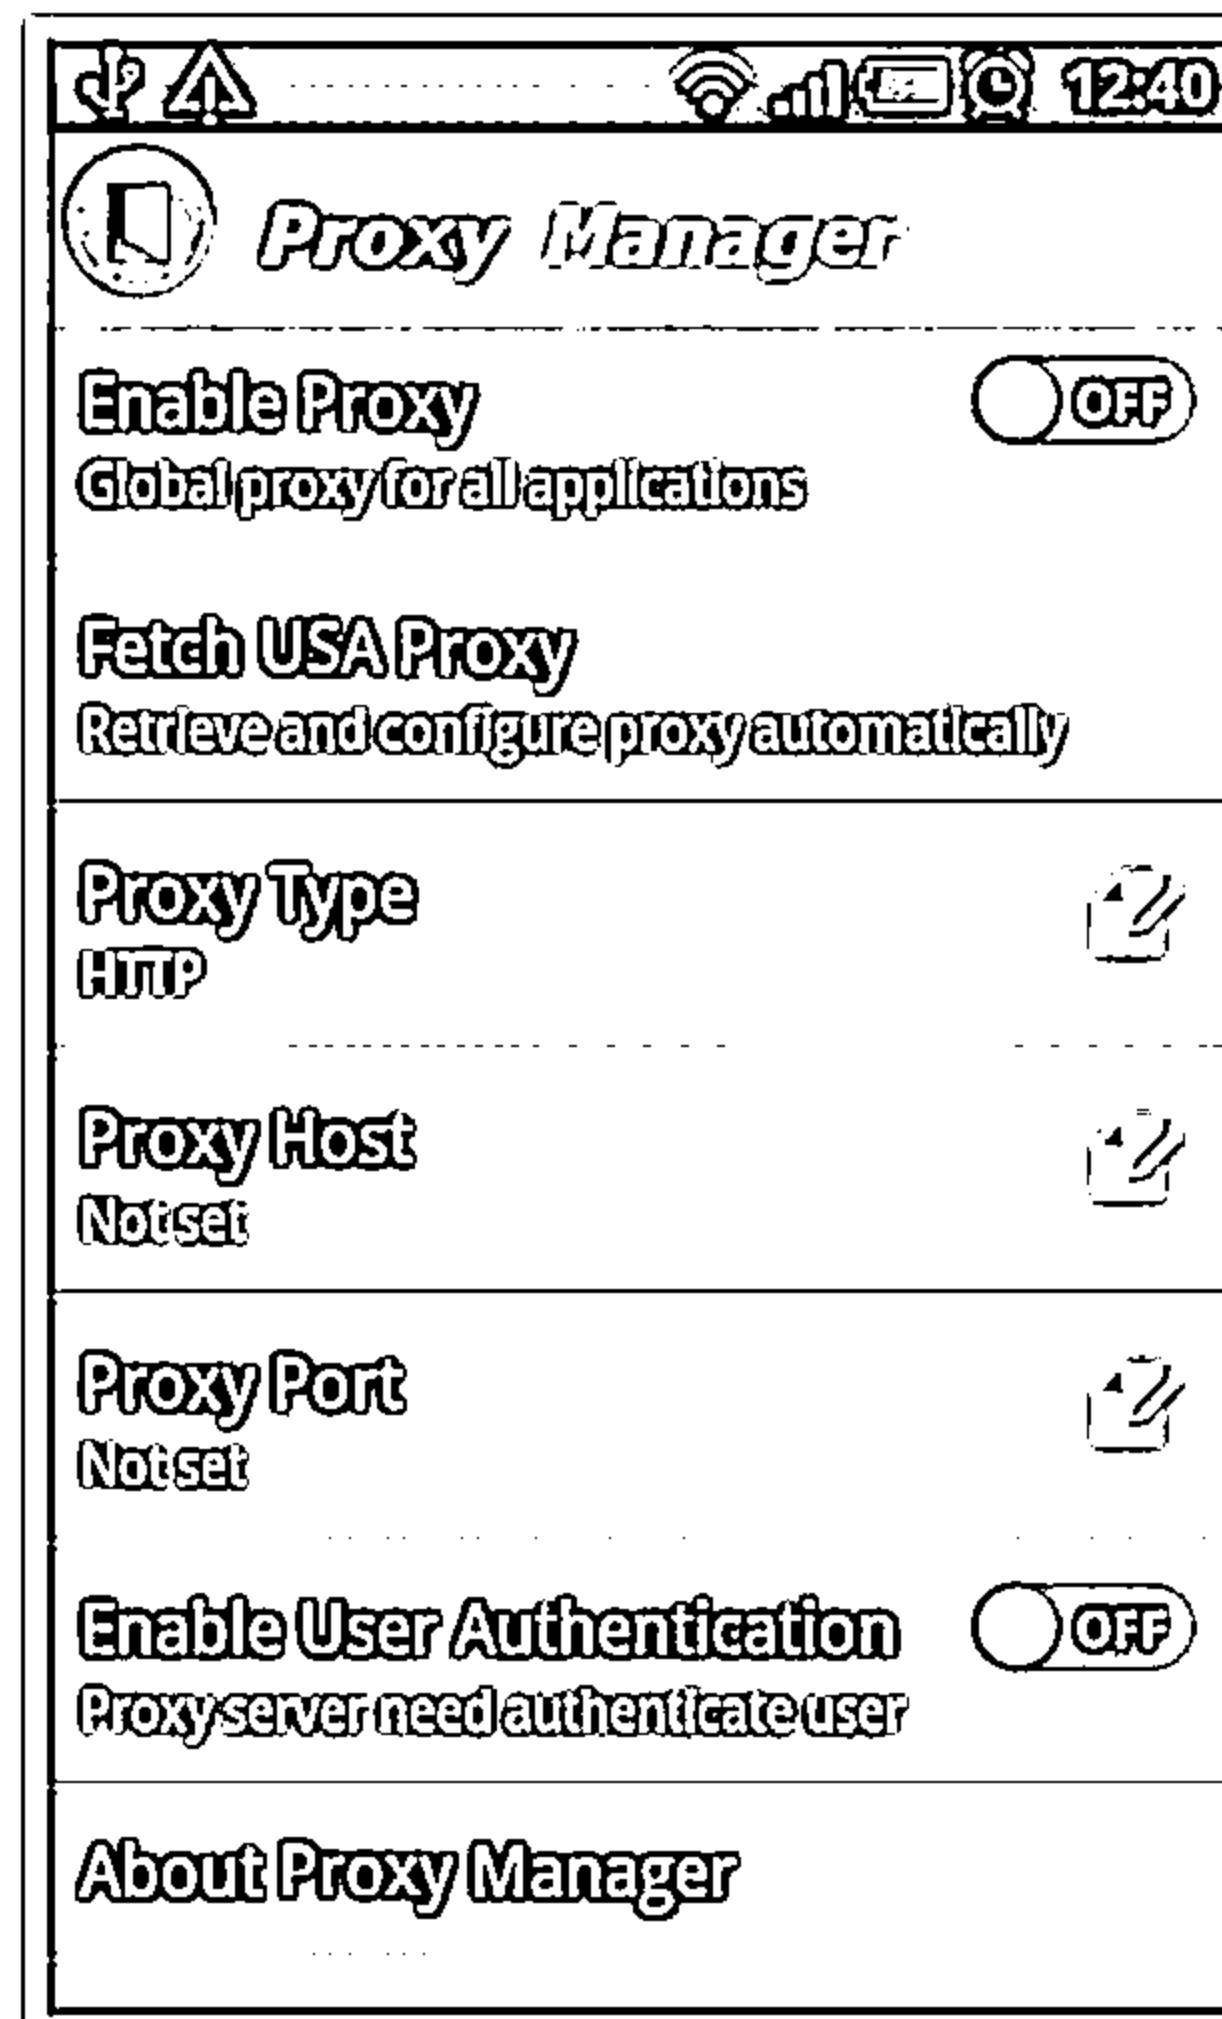 12:40
Proxy Manager
Enable Proxy
OFF
Global proxy for all applications
Fetch USA Proxy
Retrieve and configure proxy automatically
Proxy Type
HTTP
Proxy Host
Not set
Proxy Port
Not set
Enable User Authentication
OFF
Proxy server need authenticate user
About Proxy Manager